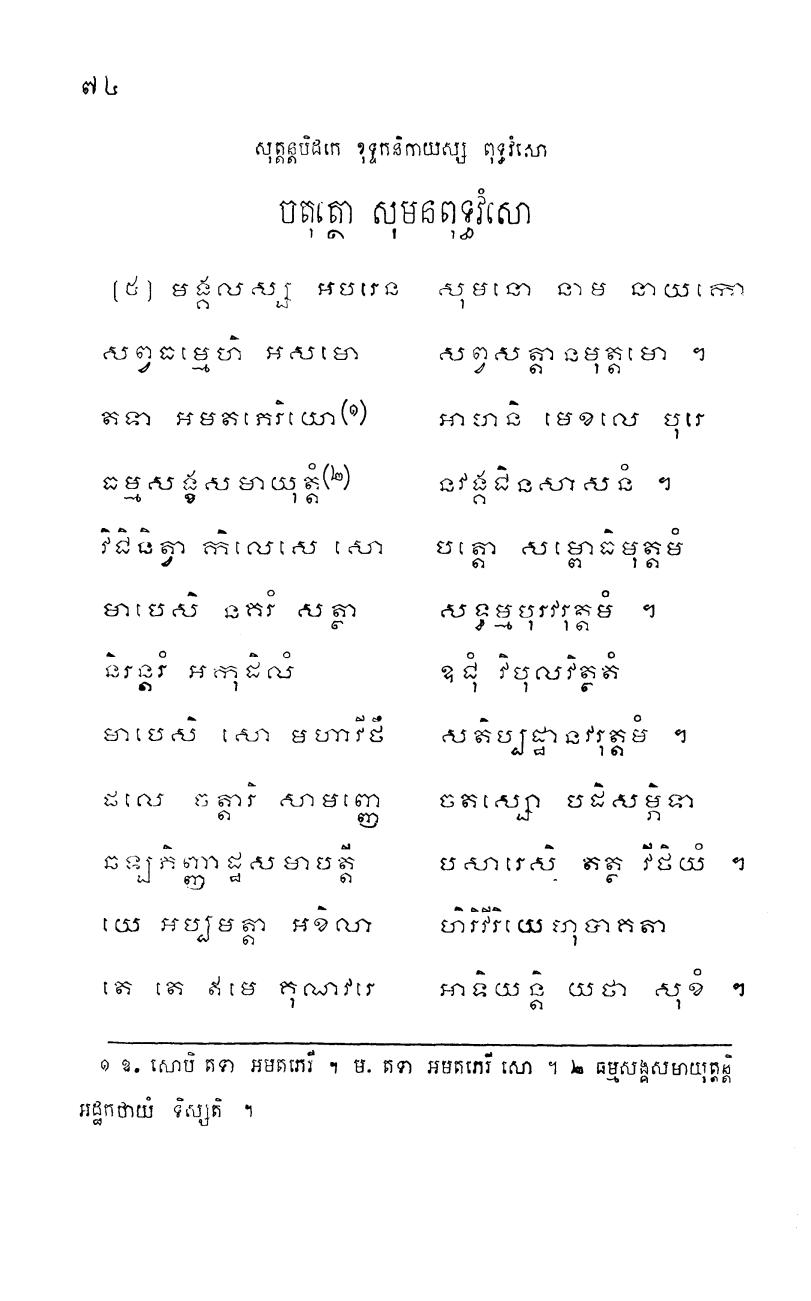 ៧៤
សុត្តន្តបិដកេ ខុទ្ទកនិកាយស្ស ពុទ្ធវំសោ
ចតុត្ថោ សុមនពុទ្ធវំសោ
(៥) មង្គលស្ស អបរេន សុមនោ នាម នាយកោ
សព្វធម្មេហិ អសមោ សព្វសត្តានមុត្តមោ ។
តទា អមតភេរិយោ(១) អាហនិ មេខលេ បុរេ
ធម្មសង្ខសមាយុត្តំ(២) នវង្គជិនសាសនំ ។
វិជិនិត្វា កិលេសេ សោ បត្តោ សម្ពោធិមុត្តមំ
មាបេសិ នគរំ សត្ថា សទ្ធម្មបុរវរុត្តមំ ។
និរន្តរំ អកុដិលំ ឧជុំ វិបុលវិត្ថតំ
មាបេសិ សោ មហាវីថឹ សតិប្បដ្ឋានវរុត្តមំ ។
ផលេ ចត្តារិ សាមញ្ញេ ចតស្សោ បដិសម្ភិទា
ឆឡភិញ្ញាដ្ឋសមាបត្តី បសារេសិ តត្ថ វីថិយំ ។
យេ អប្បមត្តា អខិលា ហិរិវីរិយេហុបាគតា
តេ តេ ឥមេ គុណវរេ អាទិយន្តិ យថា សុខំ ។
១ ឱ. សោបិ តទា អមតភេរី ។ ម. តទា អមតភេរី សោ ។ ២ ធម្មសង្គសមាយុត្តន្តិ
អដ្ឋកថាយំ ទិស្សតិ ។